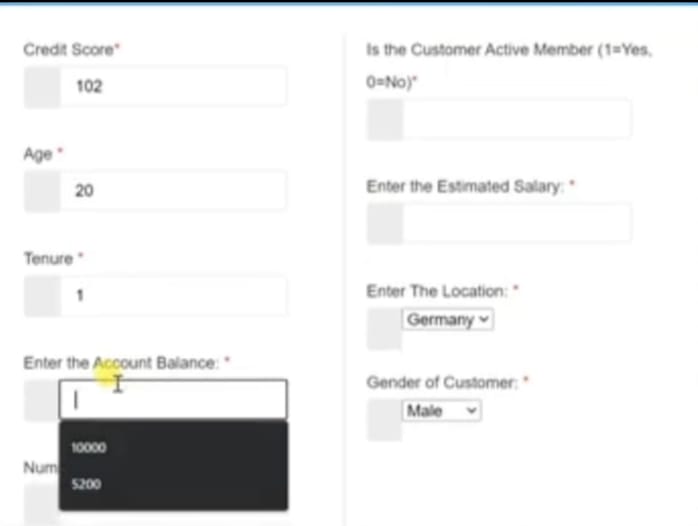 Credit Score*
102
Age *
20
Tenure *
1
Enter the Account Balance: *
10000
5200
Num
Is the Customer Active Member (1=Yes,
0=No)*
Enter the Estimated Salary: *
Enter The Location: *
Germany
Gender of Customer: *
Male